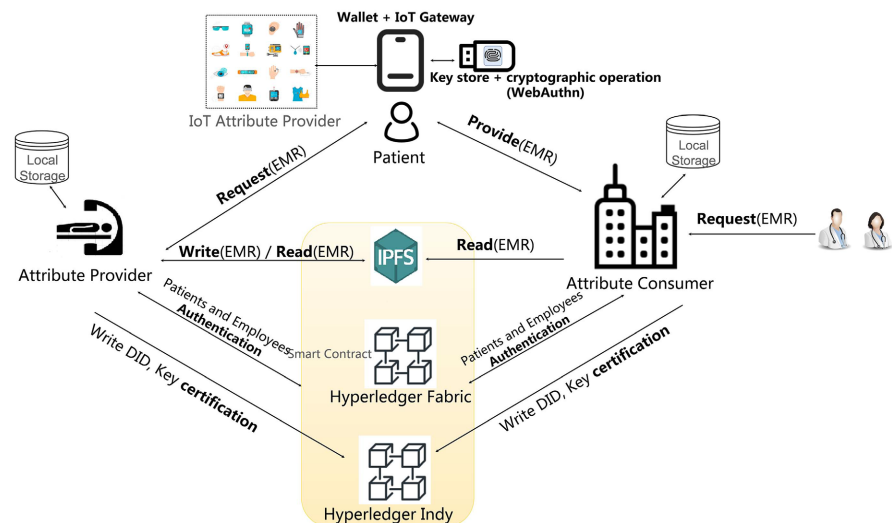 Wallet + IoT Gateway
Key store + cryptographic operation
(WebAuthn)
IoT Attribute Provider
Patient
Local
Storage
Request(EMR)
Provide(EMR)
Local
Storage
Request(EMR)
Attribute Provider
Write(EMR) / Read(EMR)
IPFS
Read(EMR)
Attribute Consumer
Patients and Employees
Authentication
Smart Contract
Hyperledger Fabric
Patients and Employees
Authentication
Write DID, Key certification
Write DID, Key certification
Hyperledger Indy